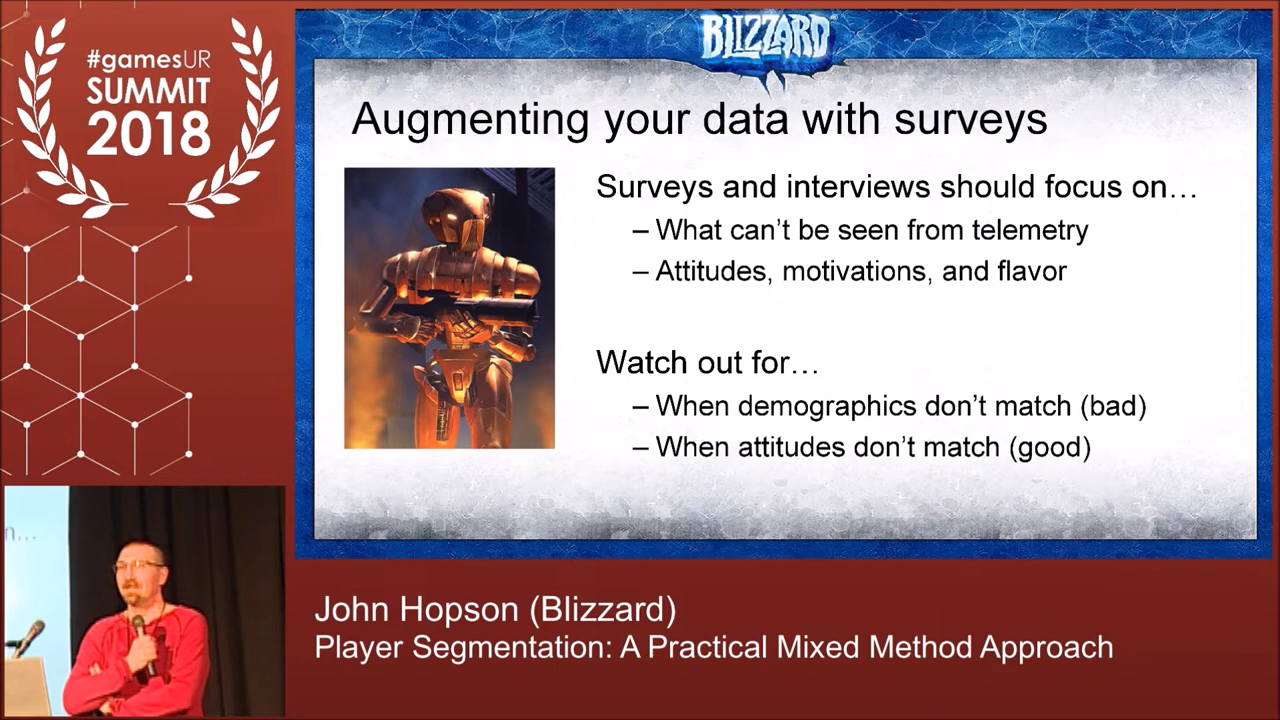 #gamesUR
SUMMIT
2018
BLIZZARD
Augmenting your data with surveys
Surveys and interviews should focus on…
– What can’t be seen from telemetry
– Attitudes, motivations, and flavor
Watch out for…
– When demographics don’t match (bad)
– When attitudes don’t match (good)
n…
John Hopson (Blizzard)
Player Segmentation: A Practical Mixed Method Approach